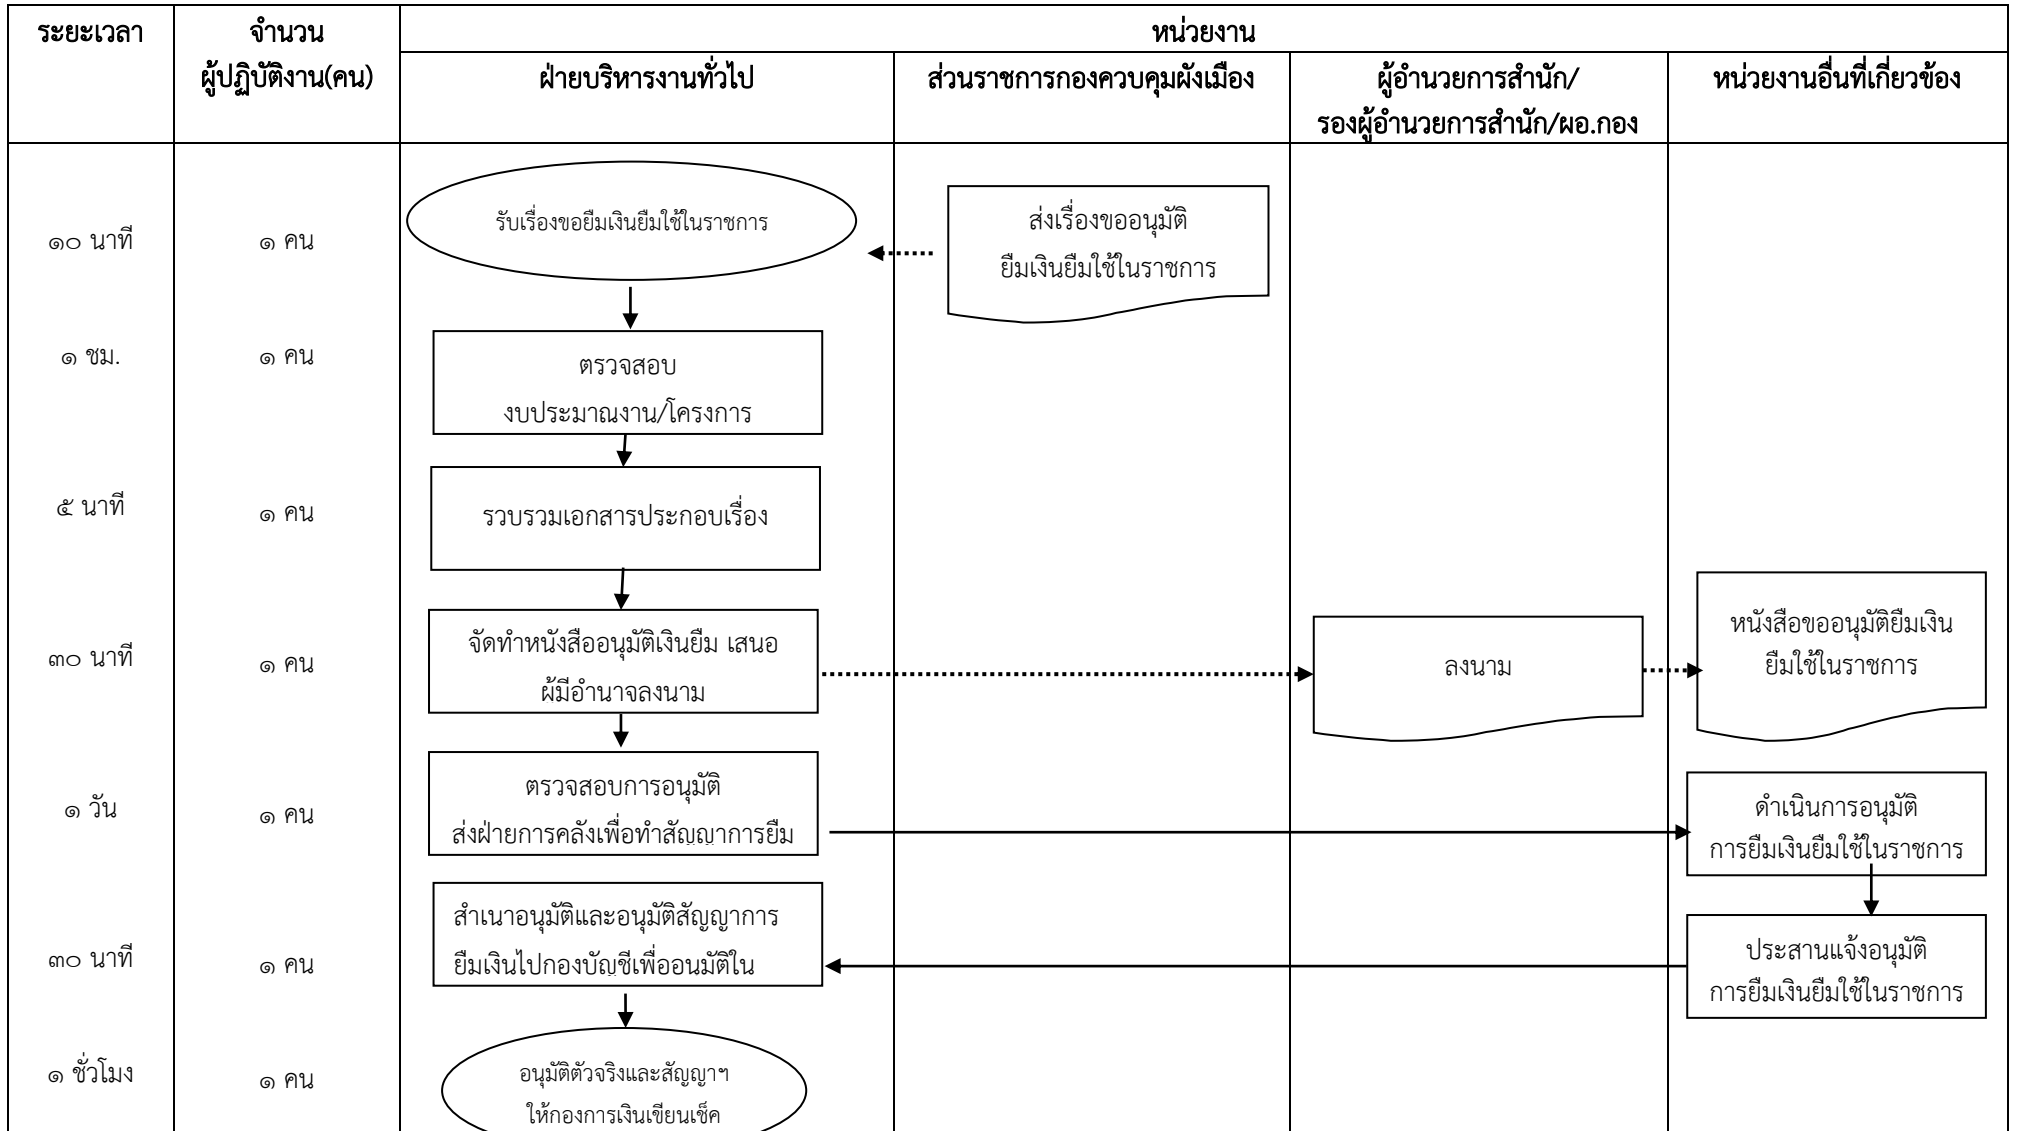 ระยะเวลา
จำนวน
ผู้ปฏิบัติงาน(คน)
หน่วยงาน
ฝ่ายบริหารงานทั่วไป
ส่วนราชการกองควบคุมผังเมือง
ผู้อำนวยการสำนัก/
รองผู้อำนวยการสำนัก/ผอ.กอง
หน่วยงานอื่นที่เกี่ยวข้อง
๑๐ นาที
๑ คน
รับเรื่องขอยืมเงินยืมใช้ในราชการ
ส่งเรื่องขออนุมัติ
ยืมเงินยืมใช้ในราชการ
๑ ชม.
๑ คน
ตรวจสอบ
งบประมาณงาน/โครงการ
๕ นาที
๑ คน
รวบรวมเอกสารประกอบเรื่อง
๓๐ นาที
๑ คน
จัดทำหนังสืออนุมัติเงินยืม เสนอ
ผ้มีอำนาจลงนาม
ลงนาม
หนังสือขออนุมัติยืมเงิน
ยืมใช้ในราชการ
๑ วัน
๑ คน
ตรวจสอบการอนุมัติ
ส่งฝ่ายการคลังเพื่อทำสัญญาการยืม
ดำเนินการอนุมัติ
การยืมเงินยืมใช้ในราชการ
๓๐ นาที
๑ คน
สำเนาอนุมัติและอนุมัติสัญญาการ
ยืมเงินไปกองบัญชีเพื่ออนมัติใน
ประสานแจ้งอนุมัติ
การยืมเงินยืมใช้ในราชการ
๑ ชั่วโมง
๑ คน
อนุมัติตัวจริงและสัญญาฯ
ให้กองการเงินเขียนเช็ค